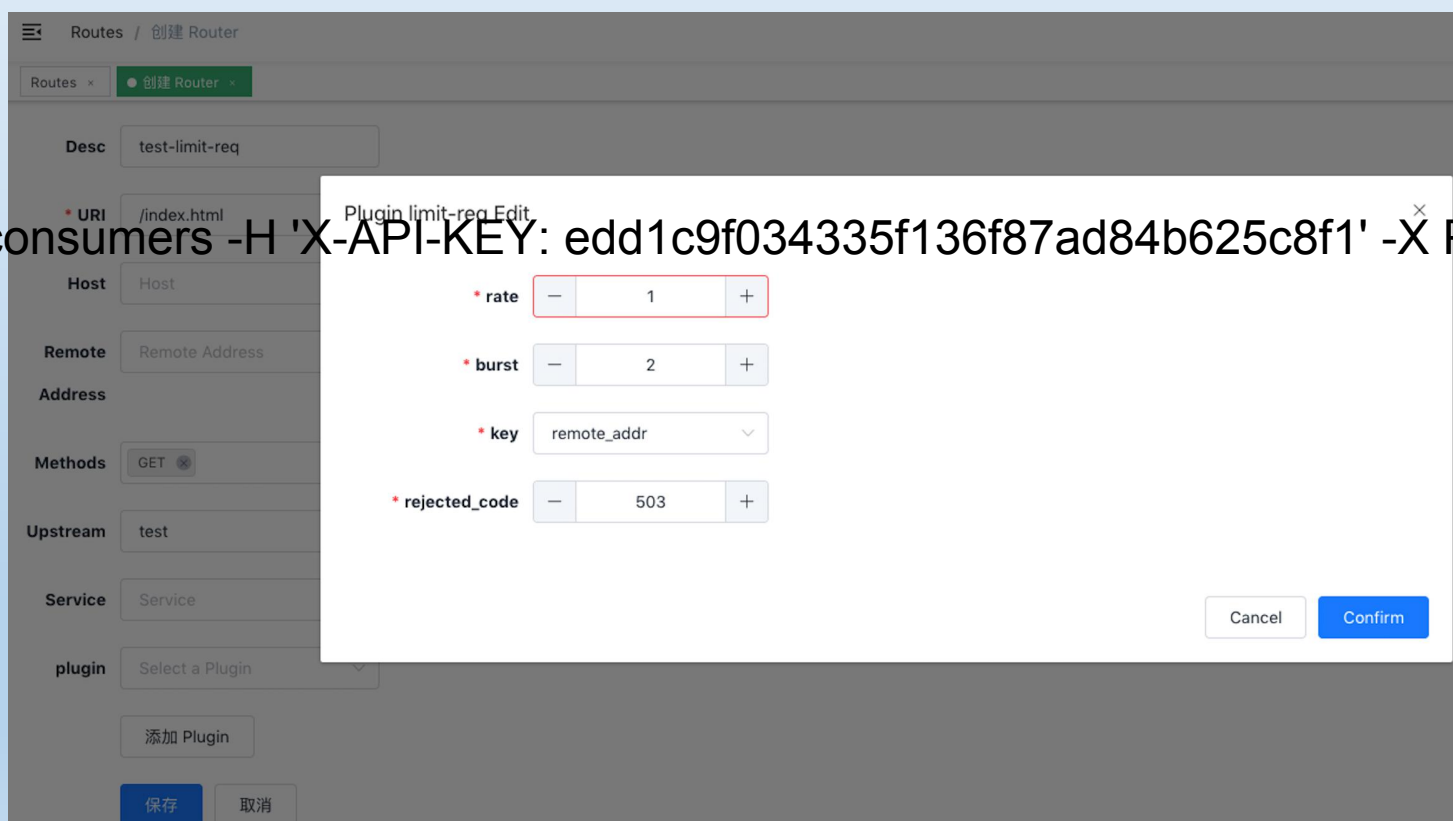 Routes / 创建 Router
Routes ×
创建 Router ×
Desc test-limit-req
* URI /index.html
Plugin limit-req Edit
onsumers -H 'X-API-KEY: edd1c9f034335f136f87ad84b625c8f1' -X
Host Host
* rate − 1 +
Remote Address Remote Address
* burst − 2 +
* key remote_addr
Methods GET
* rejected_code − 503 +
Upstream test
Service Service
Cancel Confirm
plugin Select a Plugin
添加 Plugin
保存 取消